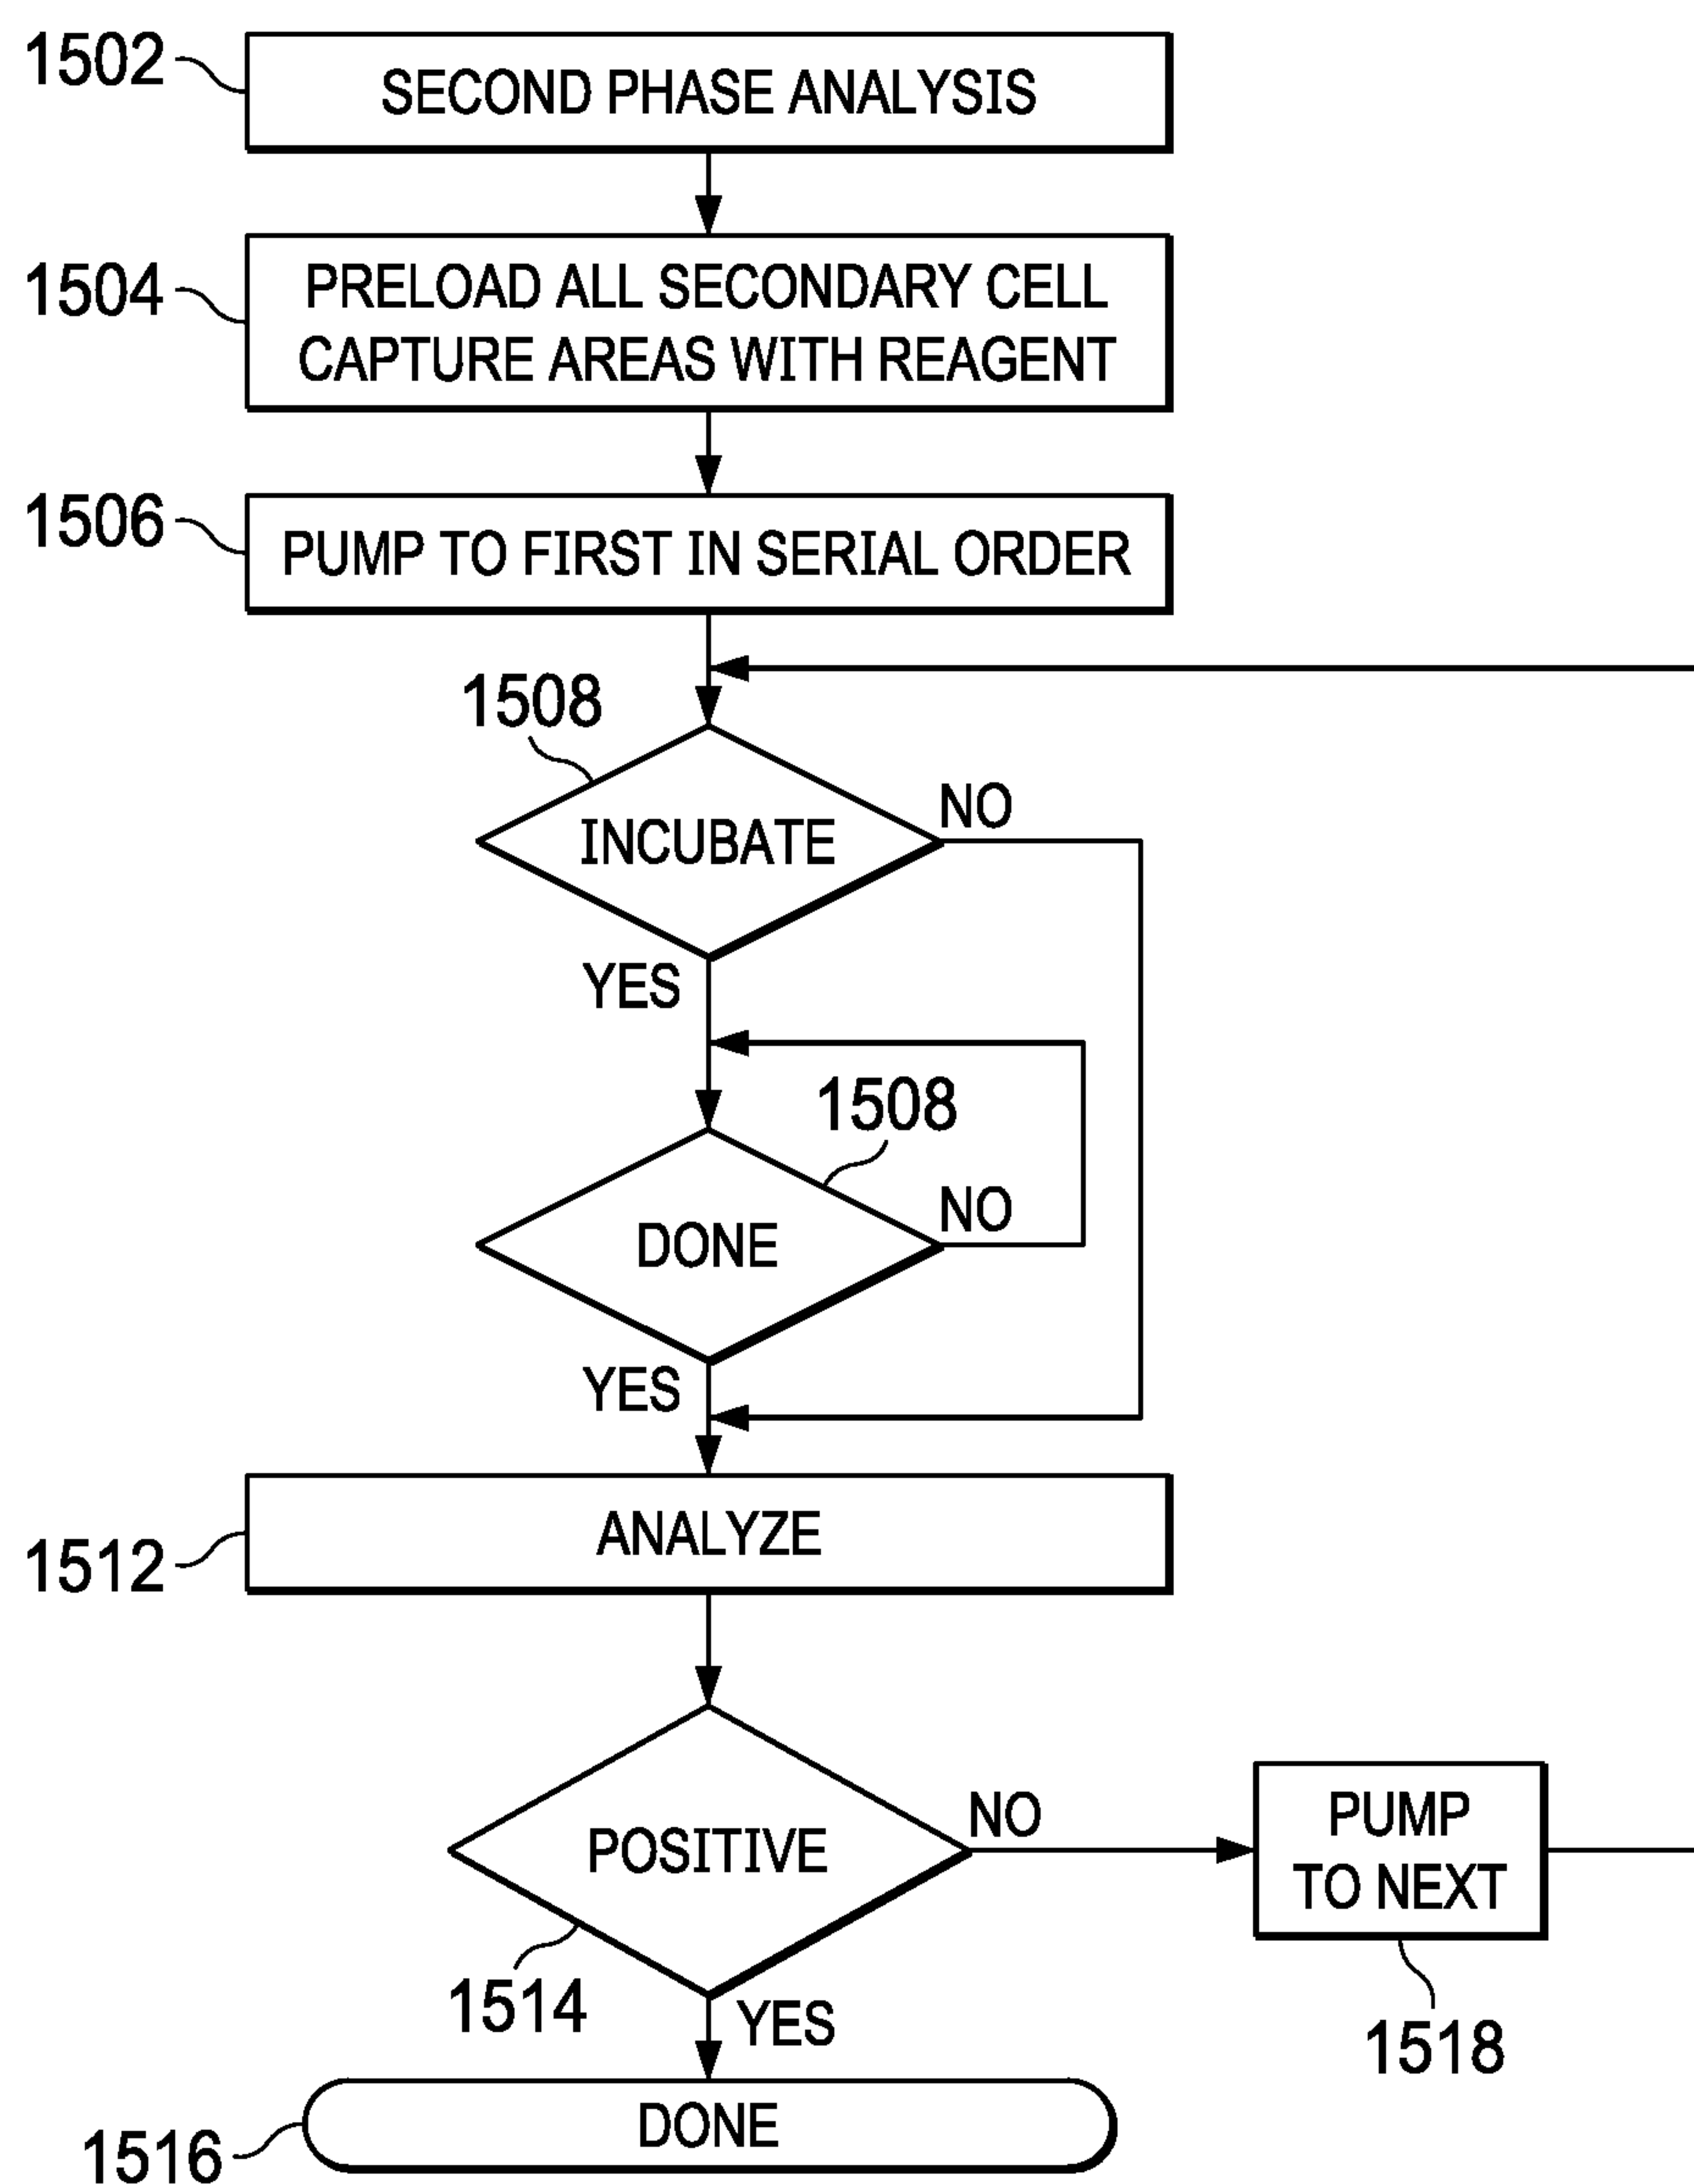 1502
SECOND PHASE ANALYSIS
1504
PRELOAD ALL SECONDARY CELL
CAPTURE AREAS WITH REAGENT
1506
PUMP TO FIRST IN SERIAL ORDER
1508
INCUBATE
NO
YES
1508
DONE
NO
YES
1512
ANALYZE
POSITIVE
NO
PUMP
TO NEXT
1514
YES
1518
DONE
1516